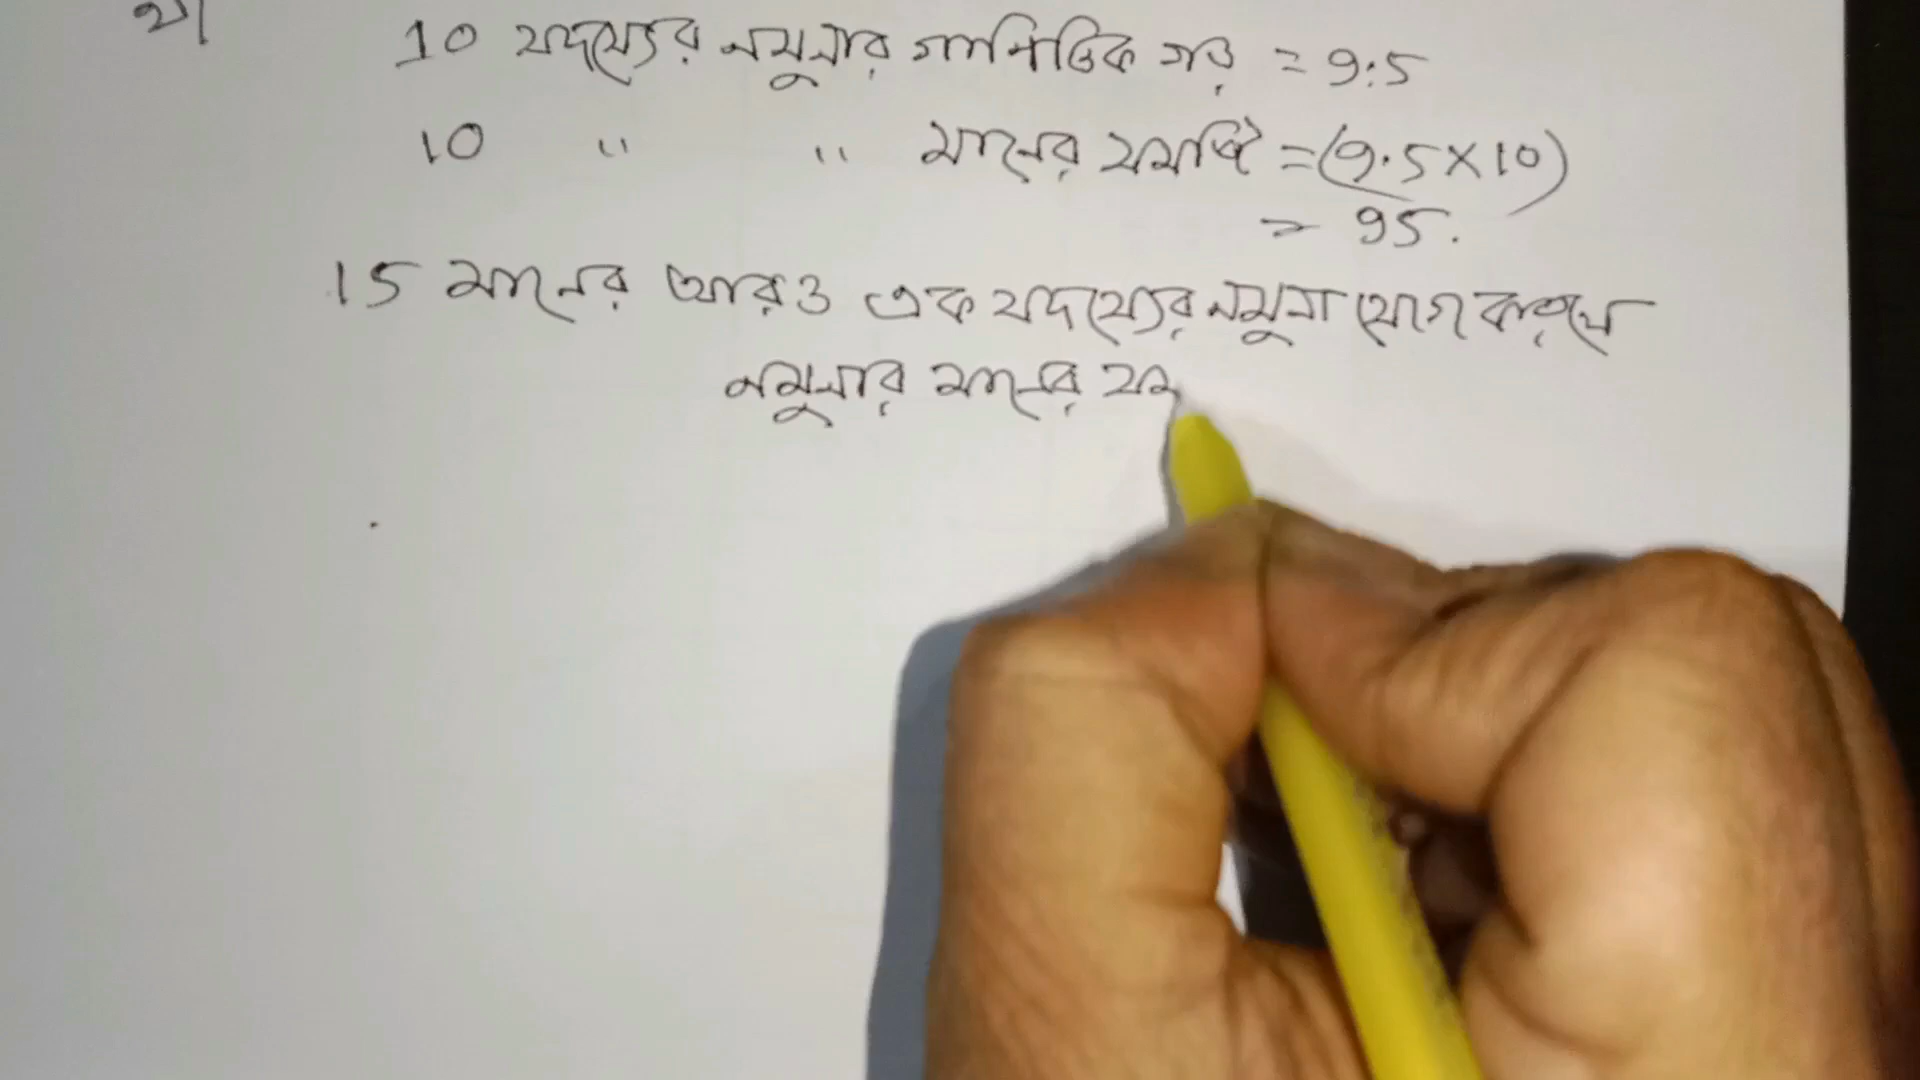 খ।
10 সদস্যের নমুনার গাণিতিক গড় = 9.5
10 " " মানের সমষ্টি = (9.5×10)
= 95.
15 মানের আরও এক সদস্যের নমুনা যোগ করলে
নমুনার মানের সম